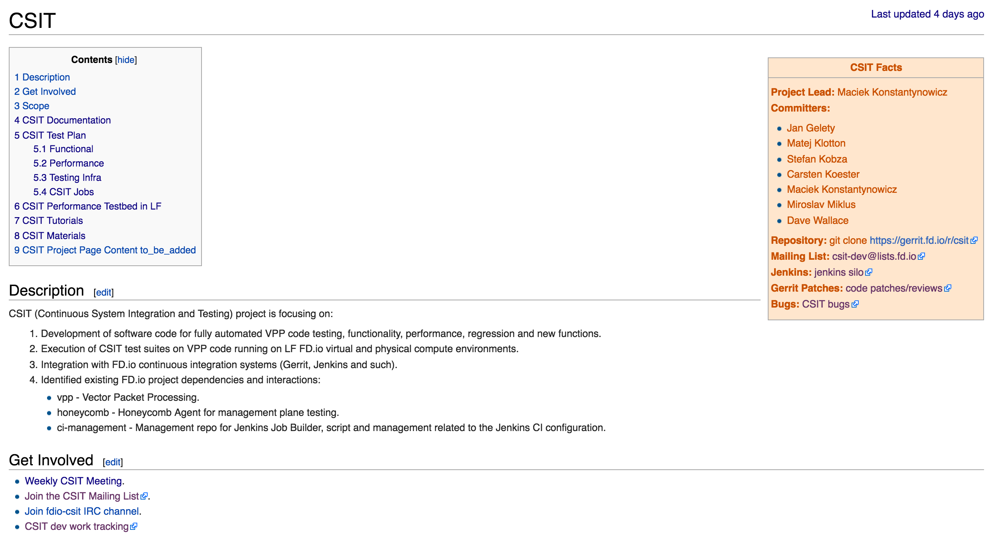 CSIT
Last updated 4 days ago
Contents [hide]
1 Description
2 Get Involved
3 Scope
4 CSIT Documentation
5 CSIT Test Plan
5.1 Functional
5.2 Performance
5.3 Testing Infra
5.4 CSIT Jobs
6 CSIT Performance Testbed in LF
7 CSIT Tutorials
8 CSIT Materials
9 CSIT Project Page Content to_be_added
CSIT Facts
Project Lead: Maciek Konstantynowicz
Committers:
Jan Gelety
Matej Klotton
Stefan Kobza
Carsten Koester
Maciek Konstantynowicz
Miroslav Miklus
Dave Wallace
Repository: git clone https://gerrit.fd.io/r/csit
Mailing List: csit-dev@lists.fd.io
Jenkins: jenkins silo
Gerrit Patches: code patches/reviews
Bugs: CSIT bugs
Description [edit]
CSIT (Continuous System Integration and Testing) project is focusing on:
1. Development of software code for fully automated VPP code testing, functionality, performance, regression and new functions.
2. Execution of CSIT test suites on VPP code running on LF FD.io virtual and physical compute environments.
3. Integration with FD.io continuous integration systems (Gerrit, Jenkins and such).
4. Identified existing FD.io project dependencies and interactions:
vpp - Vector Packet Processing.
honeycomb - Honeycomb Agent for management plane testing.
ci-management - Management repo for Jenkins Job Builder, script and management related to the Jenkins CI configuration.
Get Involved [edit]
Weekly CSIT Meeting.
Join the CSIT Mailing List.
Join fdio-csit IRC channel.
CSIT dev work tracking